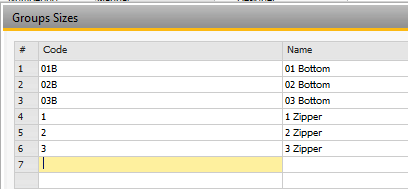 Groups Sizes
# Code Name
1 01B 01 Bottom
2 02B 02 Bottom
3 03B 03 Bottom
4 1 1 Zipper
5 2 2 Zipper
6 3 3 Zipper
7